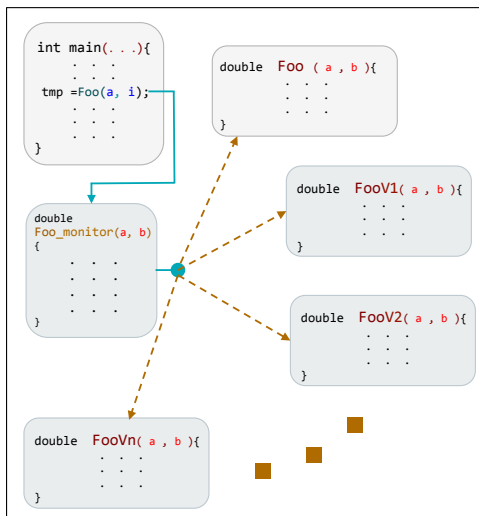 int main(. . .){
. . .
. . .
tmp =Foo(a, i);
. . .
. . .
}
double Foo ( a , b ){
. . .
. . .
. . .
}
double
Foo_monitor(a, b)
{
. . .
. . .
. . .
. . .
}
double FooV1( a , b ){
. . .
. . .
. . .
}
double FooV2( a , b ){
. . .
. . .
. . .
}
double FooVn( a , b ){
. . .
. . .
. . .
}